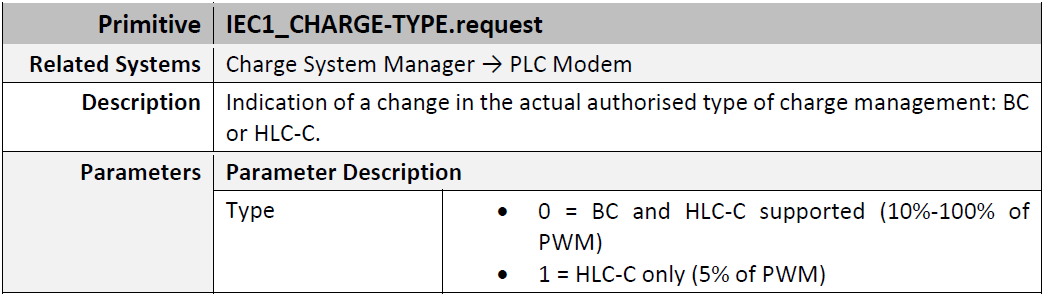 Primitive IEC1_CHARGE-TYPE.request
Related Systems Charge System Manager → PLC Modem
Description Indication of a change in the actual authorised type of charge management: BC
or HLC-C.
Parameters Parameter Description
Type • 0 = BC and HLC-C supported (10%-100% of
PWM)
• 1 = HLC-C only (5% of PWM)